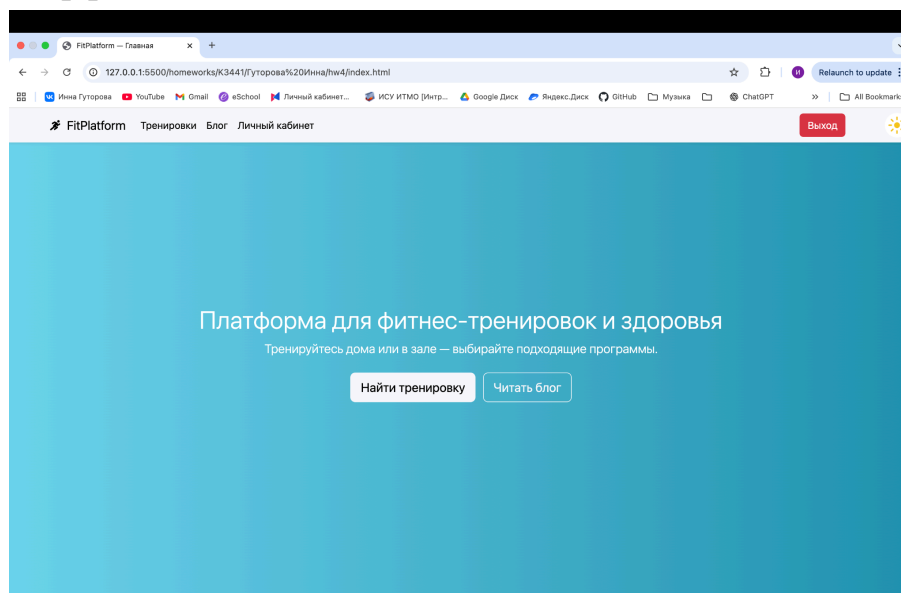 FitPlatform — Главная
127.0.0.1:5500/homeworks/K3441/Гуторова%20Инна/hw4/index.html
И
Relaunch to update
Инна Гуторова YouTube Gmail eSchool Личный кабинет... ИСУ ИТМО [Интр... Google Диск Яндекс.Диск GitHub Музыка ChatGPT » All Bookmark
FitPlatform Тренировки Блог Личный кабинет Выход
Платформа для фитнес-тренировок и здоровья
Тренируйтесь дома или в зале — выбирайте подходящие программы.
Найти тренировку Читать блог